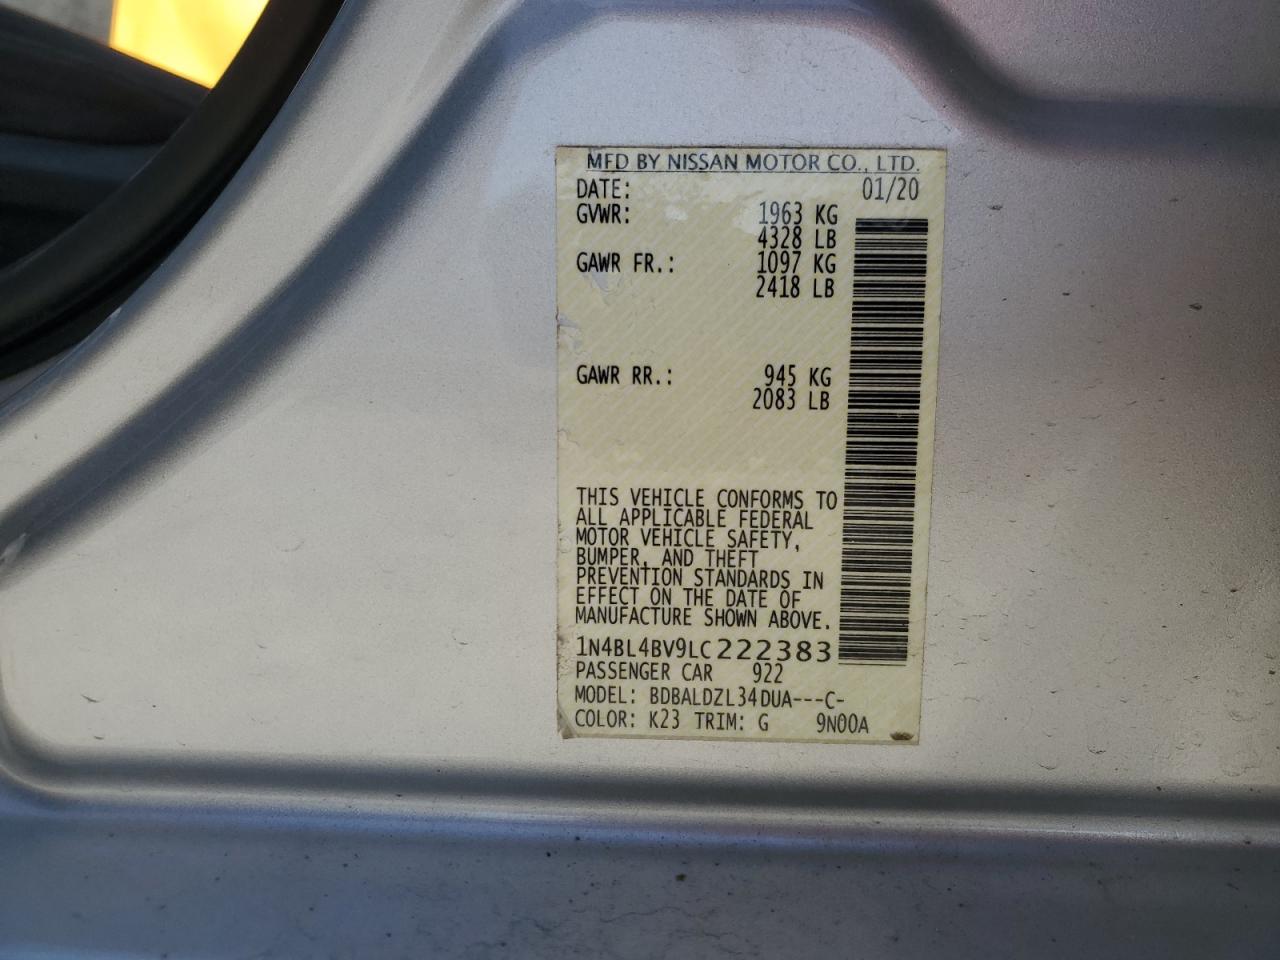 MFD BY NISSAN MOTOR CO., LTD.
DATE: 01/20
GVWR: 1963 KG
4328 LB
GAWR FR.: 1097 KG
2418 LB
GAWR RR.: 945 KG
2083 LB
THIS VEHICLE CONFORMS TO
ALL APPLICABLE FEDERAL
MOTOR VEHICLE SAFETY,
BUMPER, AND THEFT
PREVENTION STANDARDS IN
EFFECT ON THE DATE OF
MANUFACTURE SHOWN ABOVE.
1N4BL4BV9LC222383
PASSENGER CAR 922
MODEL: BDBALDZL34DUA---C-
COLOR: K23 TRIM: G 9N00A